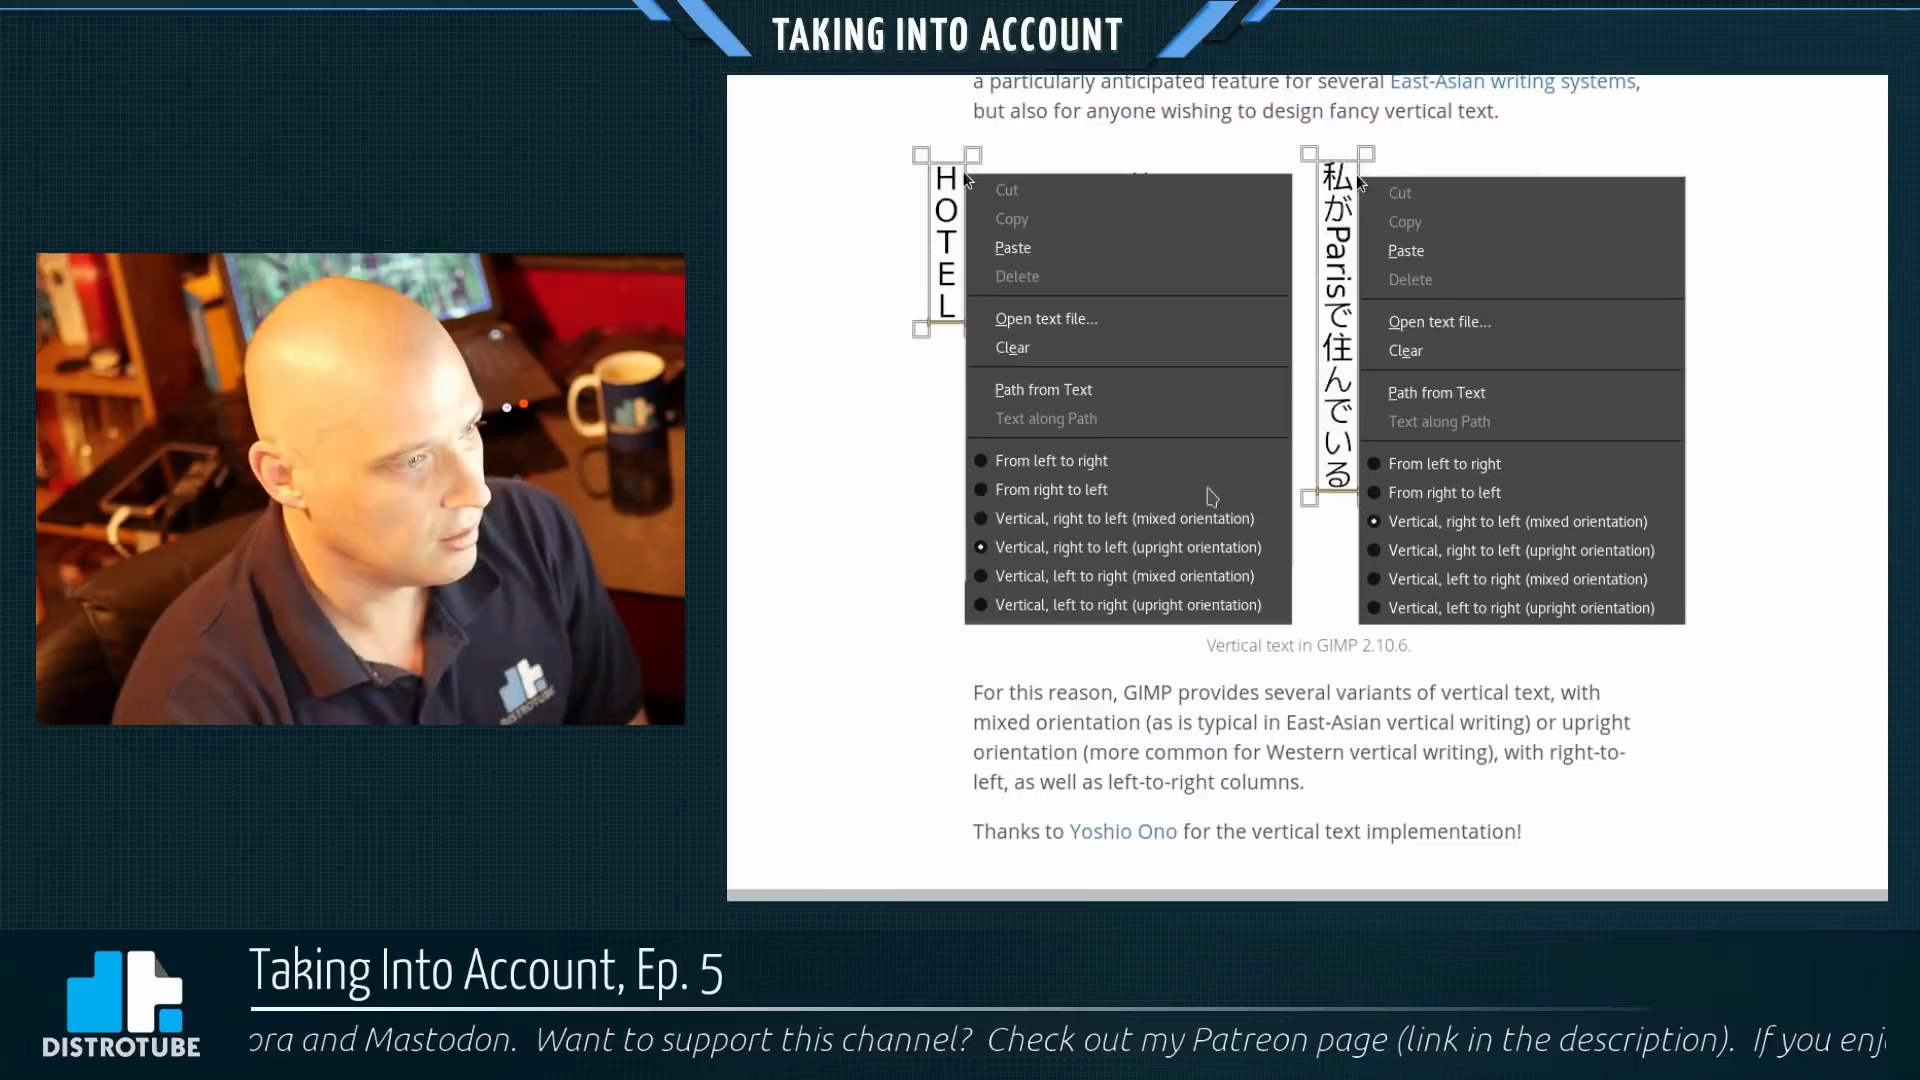 TAKING INTO ACCOUNT
a particularly anticipated feature for several East-Asian writing systems,
but also for anyone wishing to design fancy vertical text.
HOTEL
Cut
Copy
Paste
Delete
Open text file...
Clear
Path from Text
Text along Path
From left to right
From right to left
Vertical, right to left (mixed orientation)
Vertical, right to left (upright orientation)
Vertical, left to right (mixed orientation)
Vertical, left to right (upright orientation)
私がParisで住んでいる
Cut
Copy
Paste
Delete
Open text file...
Clear
Path from Text
Text along Path
From left to right
From right to left
Vertical, right to left (mixed orientation)
Vertical, right to left (upright orientation)
Vertical, left to right (mixed orientation)
Vertical, left to right (upright orientation)
Vertical text in GIMP 2.10.6.
For this reason, GIMP provides several variants of vertical text, with
mixed orientation (as is typical in East-Asian vertical writing) or upright
orientation (more common for Western vertical writing), with right-to-
left, as well as left-to-right columns.
Thanks to Yoshio Ono for the vertical text implementation!
DISTROTUBE
Taking Into Account, Ep. 5
ora and Mastodon. Want to support this channel? Check out my Patreon page (link in the description). If you enj
DISTROTUBE